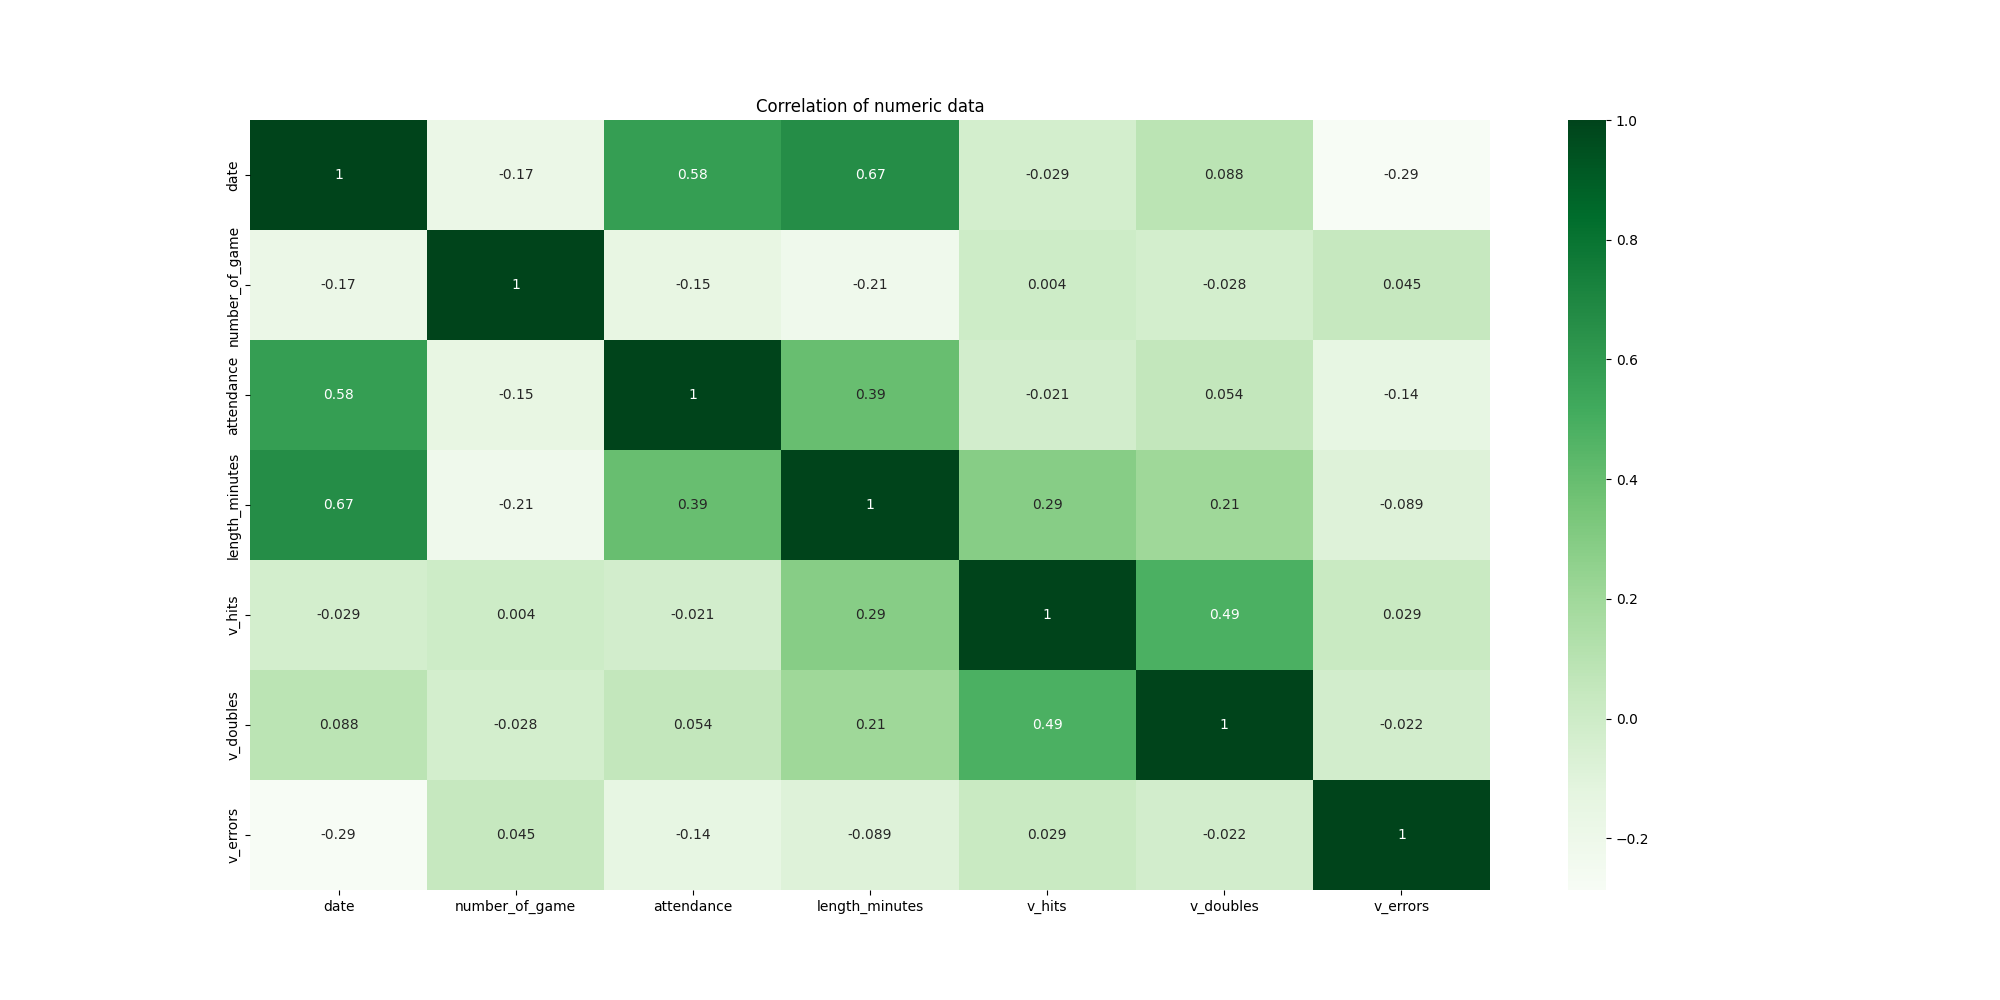 Correlation of numeric data
date 1 -0.17 0.58 0.67 -0.029 0.088 -0.29
number_of_game -0.17 1 -0.15 -0.21 0.004 -0.028 0.045
attendance 0.58 -0.15 1 0.39 -0.021 0.054 -0.14
length_minutes 0.67 -0.21 0.39 1 0.29 0.21 -0.089
v_hits -0.029 0.004 -0.021 0.29 1 0.49 0.029
v_doubles 0.088 -0.028 0.054 0.21 0.49 1 -0.022
v_errors -0.29 0.045 -0.14 -0.089 0.029 -0.022 1
date number_of_game attendance length_minutes v_hits v_doubles v_errors
1.0
0.8
0.6
0.4
0.2
0.0
−0.2